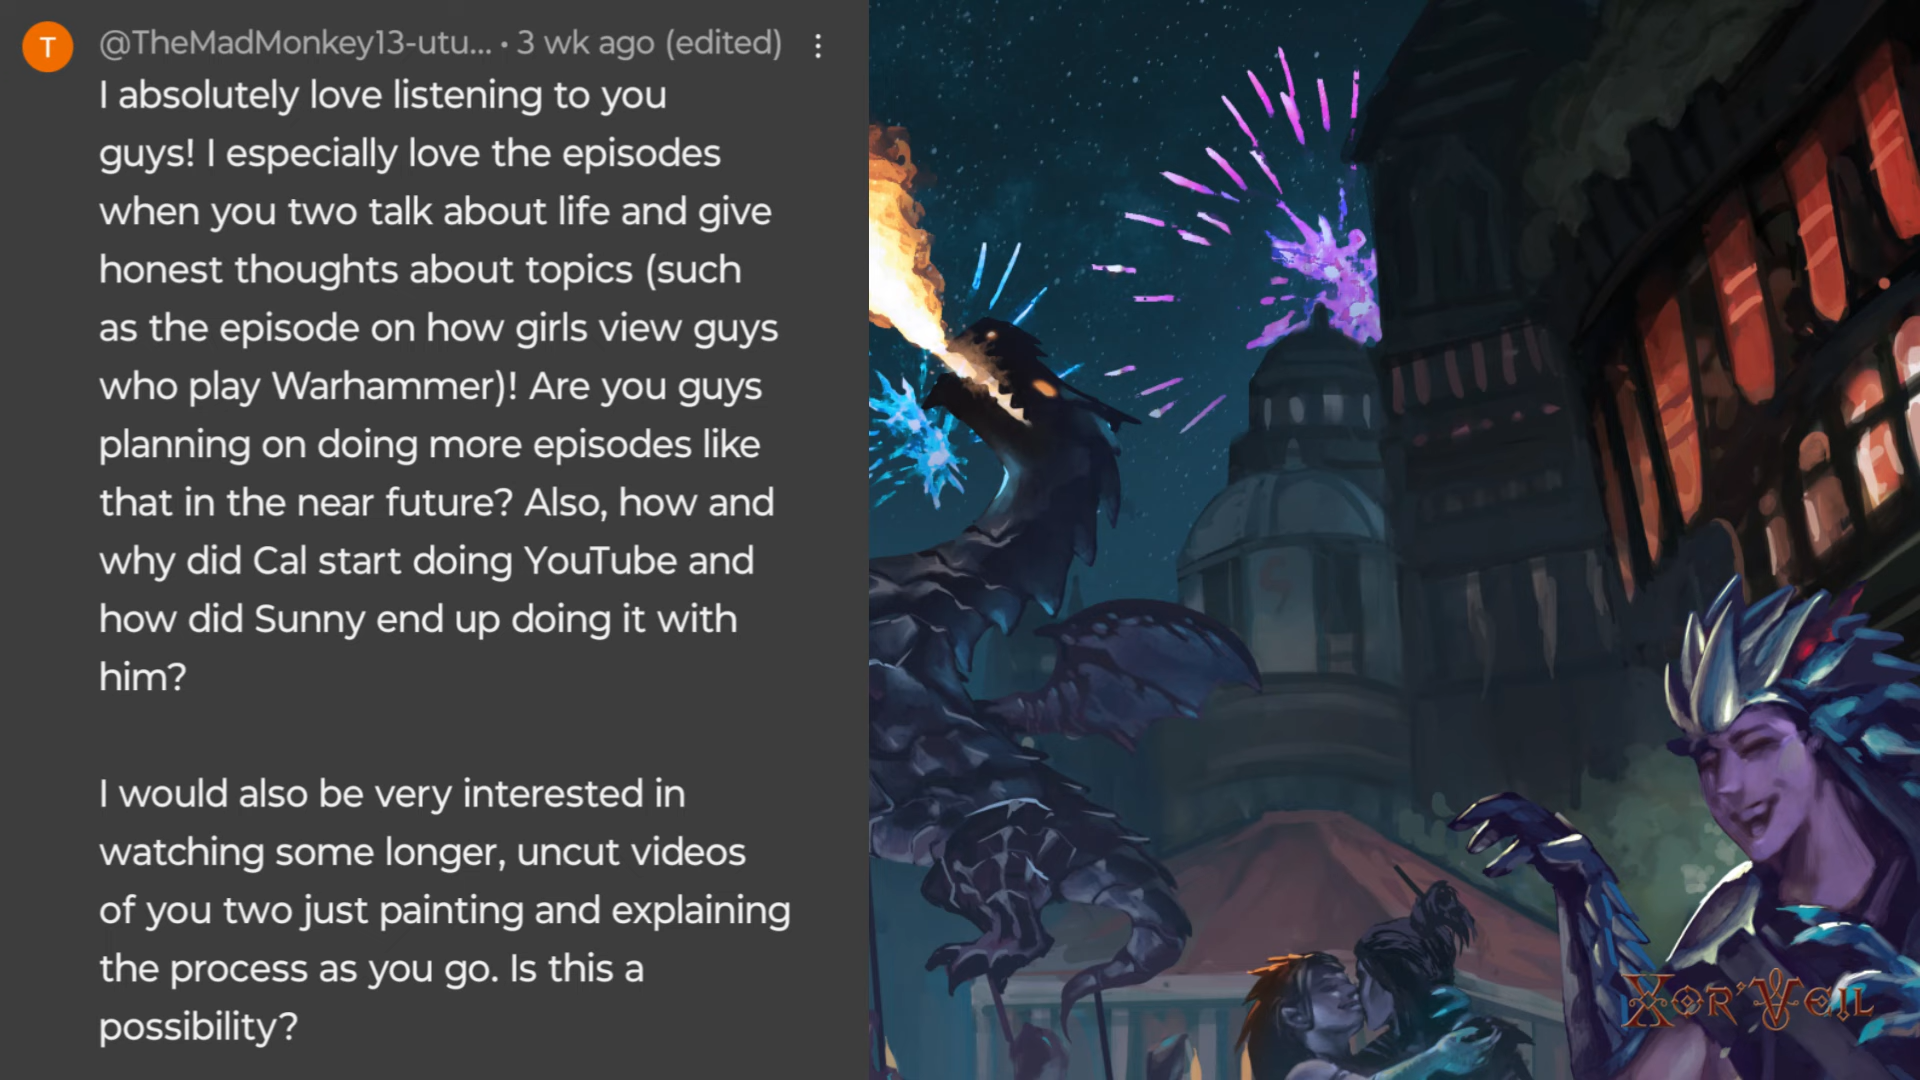 T
@TheMadMonkey13-utu... • 3 wk ago (edited)
I absolutely love listening to you
guys! I especially love the episodes
when you two talk about life and give
honest thoughts about topics (such
as the episode on how girls view guys
who play Warhammer)! Are you guys
planning on doing more episodes like
that in the near future? Also, how and
why did Cal start doing YouTube and
how did Sunny end up doing it with
him?
I would also be very interested in
watching some longer, uncut videos
of you two just painting and explaining
the process as you go. Is this a
possibility?
Xor'Veil